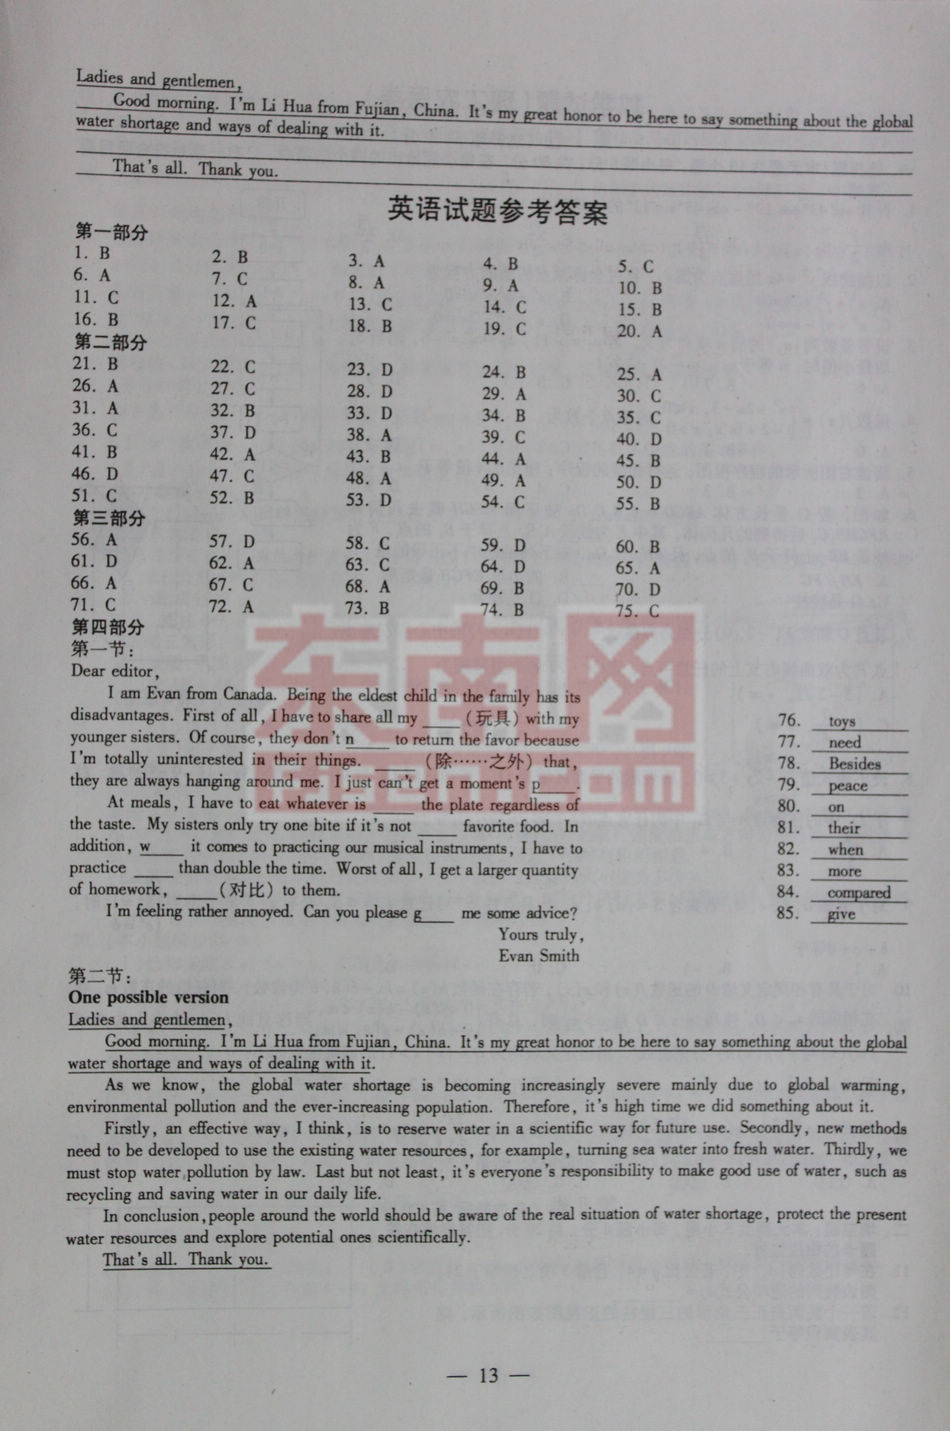 Ladies and gentlemen,
Good morning. I'm Li Hua from Fujian, China. It's my great honor to be here to say something about the global
water shortage and ways of dealing with it.
That's all. Thank you.
英语试题参考答案
第一部分
1. B 2. B 3. A 4. B 5. C
6. A 7. C 8. A 9. A 10. B
11. C 12. A 13. C 14. C 15. B
16. B 17. C 18. B 19. C 20. A
第二部分
21. B 22. C 23. D 24. B 25. A
26. A 27. C 28. D 29. A 30. C
31. A 32. B 33. D 34. B 35. C
36. C 37. D 38. A 39. C 40. D
41. B 42. A 43. B 44. A 45. B
46. D 47. C 48. A 49. A 50. D
51. C 52. B 53. D 54. C 55. B
第三部分
56. A 57. D 58. C 59. D 60. B
61. D 62. A 63. C 64. D 65. A
66. A 67. C 68. A 69. B 70. D
71. C 72. A 73. B 74. B 75. C
第四部分
第一节:
Dear editor,
I am Evan from Canada. Being the eldest child in the family has its
disadvantages. First of all, I have to share all my ____ (玩具) with my 76. toys
younger sisters. Of course, they don't n____ to return the favor because 77. need
I'm totally uninterested in their things. ____ (除……之外) that, 78. Besides
they are always hanging around me. I just can't get a moment's p____. 79. peace
At meals, I have to eat whatever is ____ the plate regardless of 80. on
the taste. My sisters only try one bite if it's not ____ favorite food. In 81. their
addition, w____ it comes to practicing our musical instruments, I have to 82. when
practice ____ than double the time. Worst of all, I get a larger quantity 83. more
of homework, ____ (对比) to them. 84. compared
I'm feeling rather annoyed. Can you please g____ me some advice? 85. give
Yours truly,
Evan Smith
第二节:
One possible version
Ladies and gentlemen,
Good morning. I'm Li Hua from Fujian, China. It's my great honor to be here to say something about the global
water shortage and ways of dealing with it.
As we know, the global water shortage is becoming increasingly severe mainly due to global warming,
environmental pollution and the ever-increasing population. Therefore, it's high time we did something about it.
Firstly, an effective way, I think, is to reserve water in a scientific way for future use. Secondly, new methods
need to be developed to use the existing water resources, for example, turning sea water into fresh water. Thirdly, we
must stop water pollution by law. Last but not least, it's everyone's responsibility to make good use of water, such as
recycling and saving water in our daily life.
In conclusion, people around the world should be aware of the real situation of water shortage, protect the present
water resources and explore potential ones scientifically.
That's all. Thank you.
— 13 —
东南网